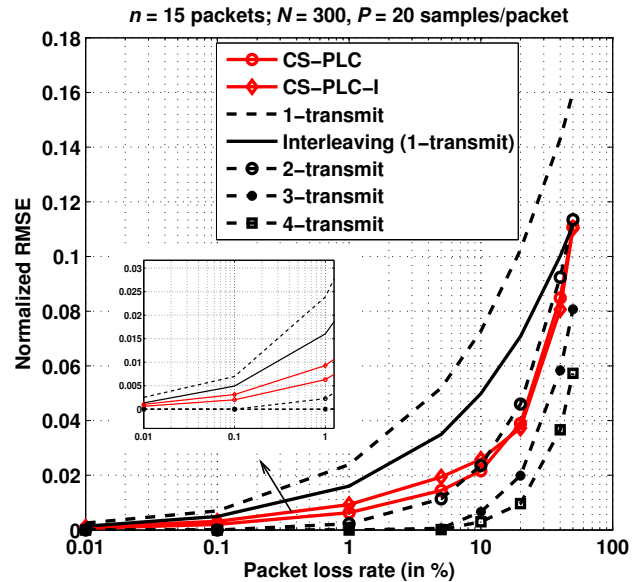 n = 15 packets; N = 300, P = 20 samples/packet
0.18
0.16
0.14
0.12
0.1
0.08
0.06
0.04
0.02
0
Normalized RMSE
CS−PLC
CS−PLC−I
1−transmit
Interleaving (1−transmit)
2−transmit
3−transmit
4−transmit
0.03
0.025
0.02
0.015
0.01
0.005
0
0.01 0.1 1
0.01 0.1 1 10 100
Packet loss rate (in %)